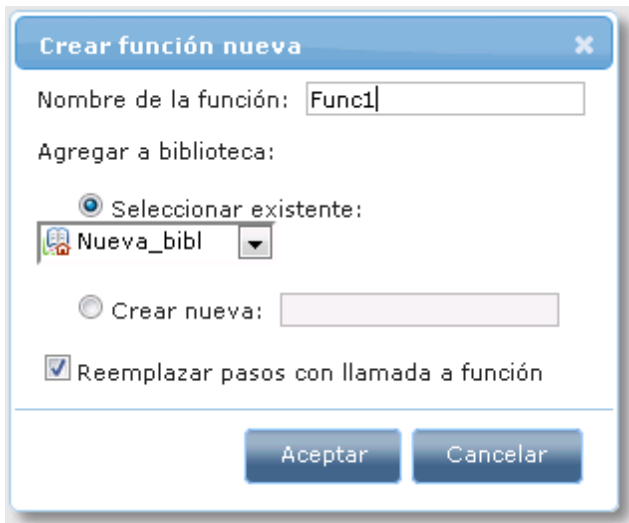 Crear función nueva
Nombre de la función: Func1
Agregar a biblioteca:
Seleccionar existente:
Nueva_bibl
Crear nueva:
Reemplazar pasos con llamada a función
Aceptar Cancelar